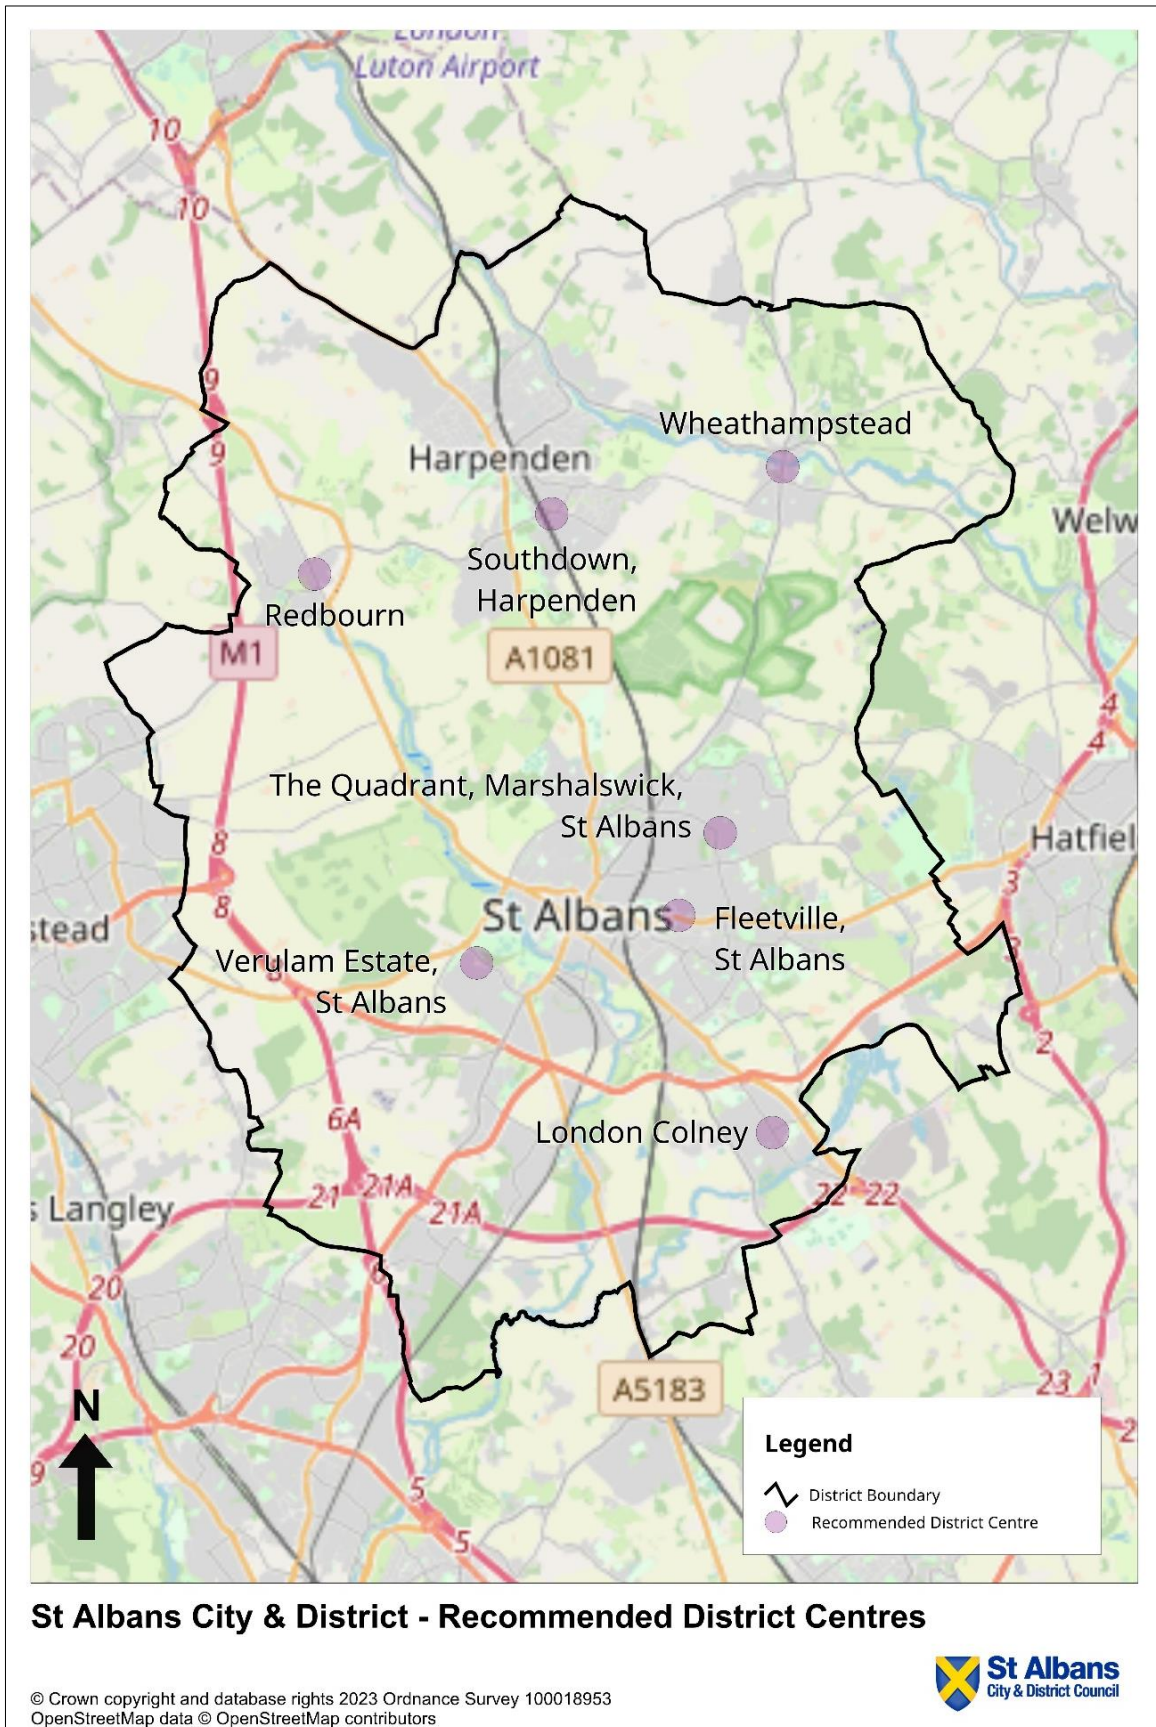 London
Luton Airport
10
10
9
9
Wheathampstead
Harpenden
Welw
Southdown,
Harpenden
Redbourn
M1
A1081
4
4
The Quadrant, Marshalswick,
St Albans
8
Hatfiel
3
8
stead
St Albans
Fleetville,
St Albans
Verulam Estate,
St Albans
2
6A
London Colney
21
21A
22
22
s Langley
21A
20
6
20
A5183
23
1
2
N
9
5
5
Legend
District Boundary
Recommended District Centre
St Albans City & District - Recommended District Centres
St Albans
City & District Council
© Crown copyright and database rights 2023 Ordnance Survey 100018953
OpenStreetMap data © OpenStreetMap contributors